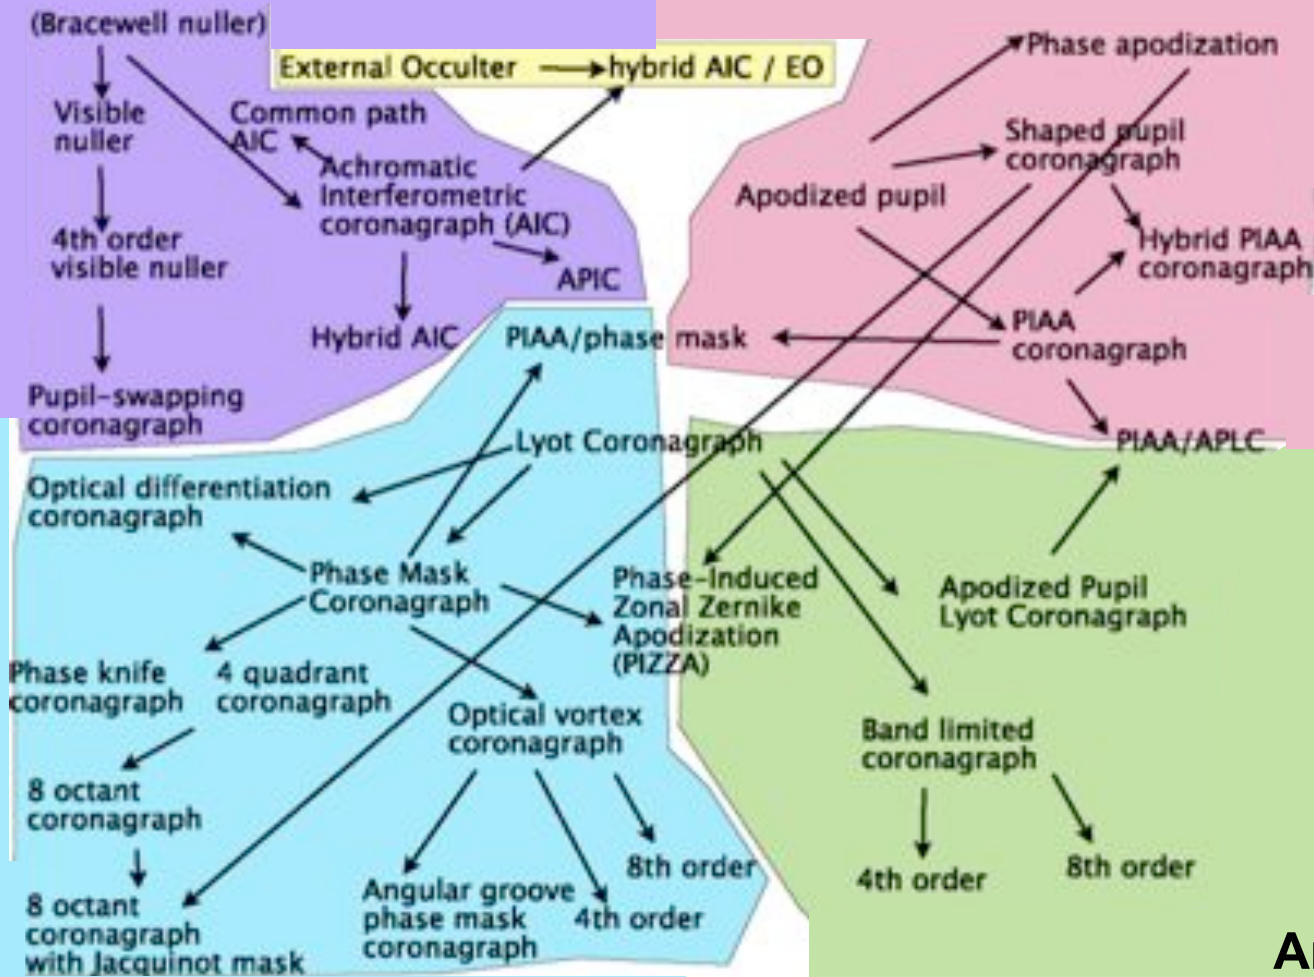 (Bracewell nuller)
External Occulter
hybrid AIC / EO
Phase apodization
Visible
nuller
Common path
AIC
Achromatic
Interferometric
coronagraph (AIC)
Shaped pupil
coronagraph
Apodized pupil
4th order
visible nuller
Hybrid PIAA
coronagraph
APIC
Hybrid AIC
PIAA/phase mask
PIAA
coronagraph
Pupil-swapping
coronagraph
Lyot Coronagraph
PIAA/APLC
Optical differentiation
coronagraph
Phase Mask
Coronagraph
Phase-Induced
Zonal Zernike
Apodization
(PIZZA)
Apodized Pupil
Lyot Coronagraph
Phase knife
coronagraph
4 quadrant
coronagraph
Optical vortex
coronagraph
Band limited
coronagraph
8 octant
coronagraph
8th order
4th order
8th order
8 octant
coronagraph
with Jacquinot mask
Angular groove
phase mask
coronagraph
4th order